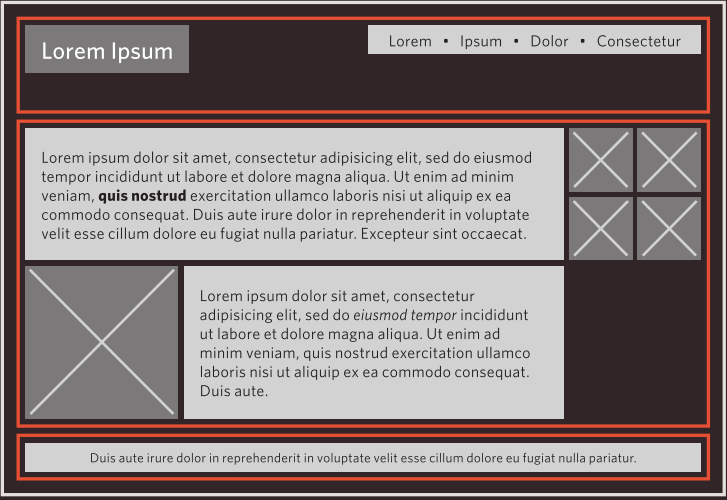 Lorem Ipsum
Lorem • Ipsum • Dolor • Consectetur
Lorem ipsum dolor sit amet, consectetur adipisicing elit, sed do eiusmod
tempor incididunt ut labore et dolore magna aliqua. Ut enim ad minim
veniam, quis nostrud exercitation ullamco laboris nisi ut aliquip ex ea
commodo consequat. Duis aute irure dolor in reprehenderit in voluptate
velit esse cillum dolore eu fugiat nulla pariatur. Excepteur sint occaecat.
Lorem ipsum dolor sit amet, consectetur
adipisicing elit, sed do eiusmod tempor incididunt
ut labore et dolore magna aliqua. Ut enim ad
minim veniam, quis nostrud exercitation ullamco
laboris nisi ut aliquip ex ea commodo consequat.
Duis aute.
Duis aute irure dolor in reprehenderit in voluptate velit esse cillum dolore eu fugiat nulla pariatur.